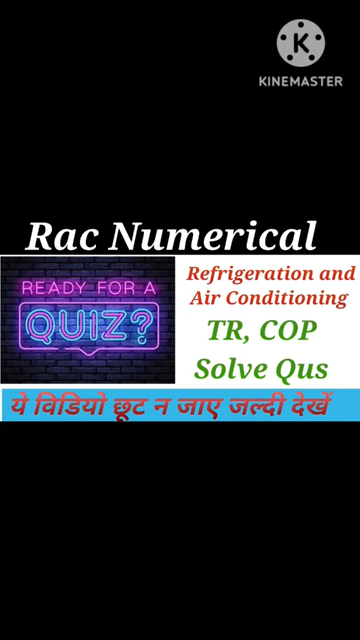 KINEMASTER
Rac Numerical
READY FOR A
QUIZ?
Refrigeration and
Air Conditioning
TR, COP
Solve Qus
ये विडियो छूट न जाए जल्दी देखें